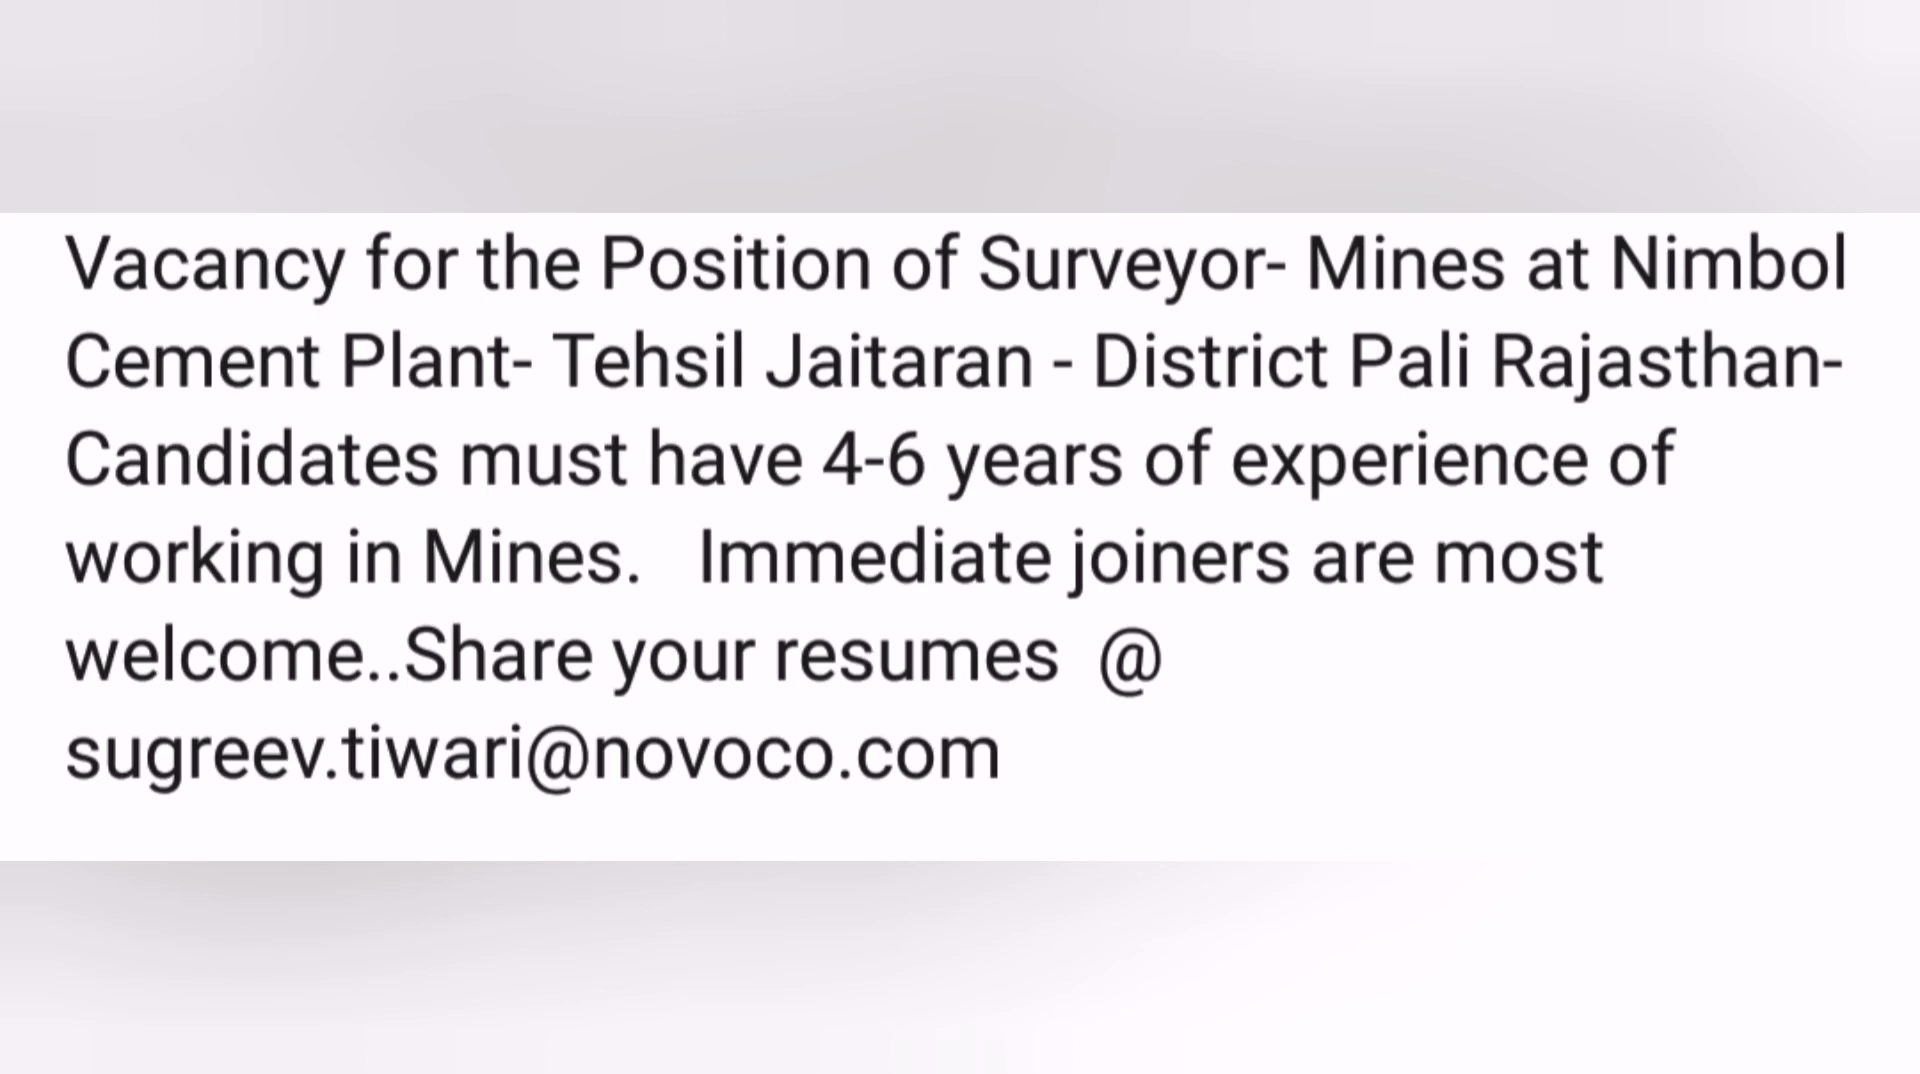 Vacancy for the Position of Surveyor- Mines at Nimbol
Cement Plant- Tehsil Jaitaran - District Pali Rajasthan-
Candidates must have 4-6 years of experience of
working in Mines.   Immediate joiners are most
welcome..Share your resumes  @
sugreev.tiwari@novoco.com